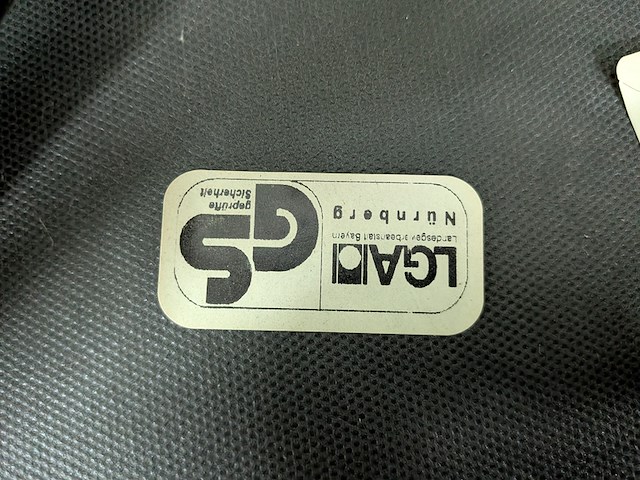 LGA
Landesgewerbeanstalt Bayern
Nürnberg
GS
geprüfte
Sicherheit